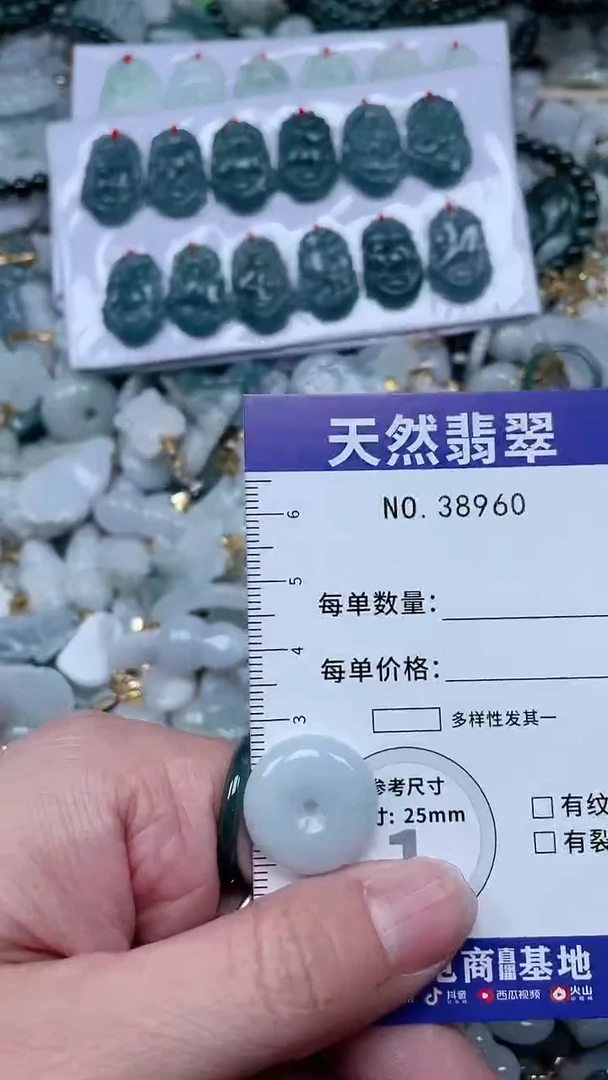 天然翡翠
NO. 38960
6
5
每单数量：
4
每单价格：
3
多样性发其一
参考尺寸
寸: 25mm
1
有纹
有裂
电商直播基地
抖音
西瓜视频
火山